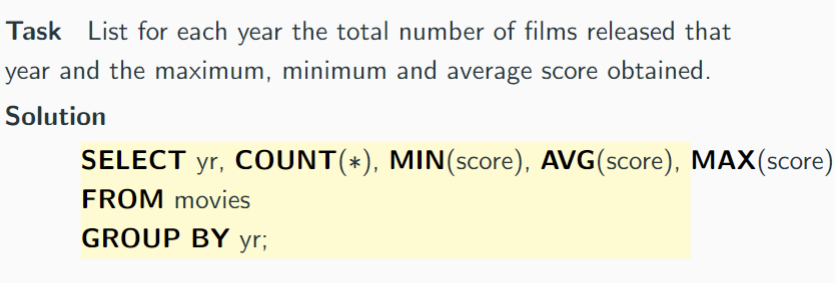 Task List for each year the total number of films released that
year and the maximum, minimum and average score obtained.
Solution
SELECT yr, COUNT(*), MIN(score), AVG(score), MAX(score)
FROM movies
GROUP BY yr;